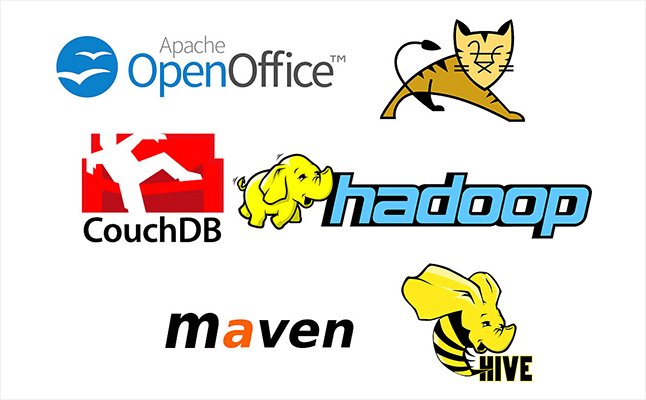 Apache
OpenOffice™
CouchDB
hadoop
maven
HIVE